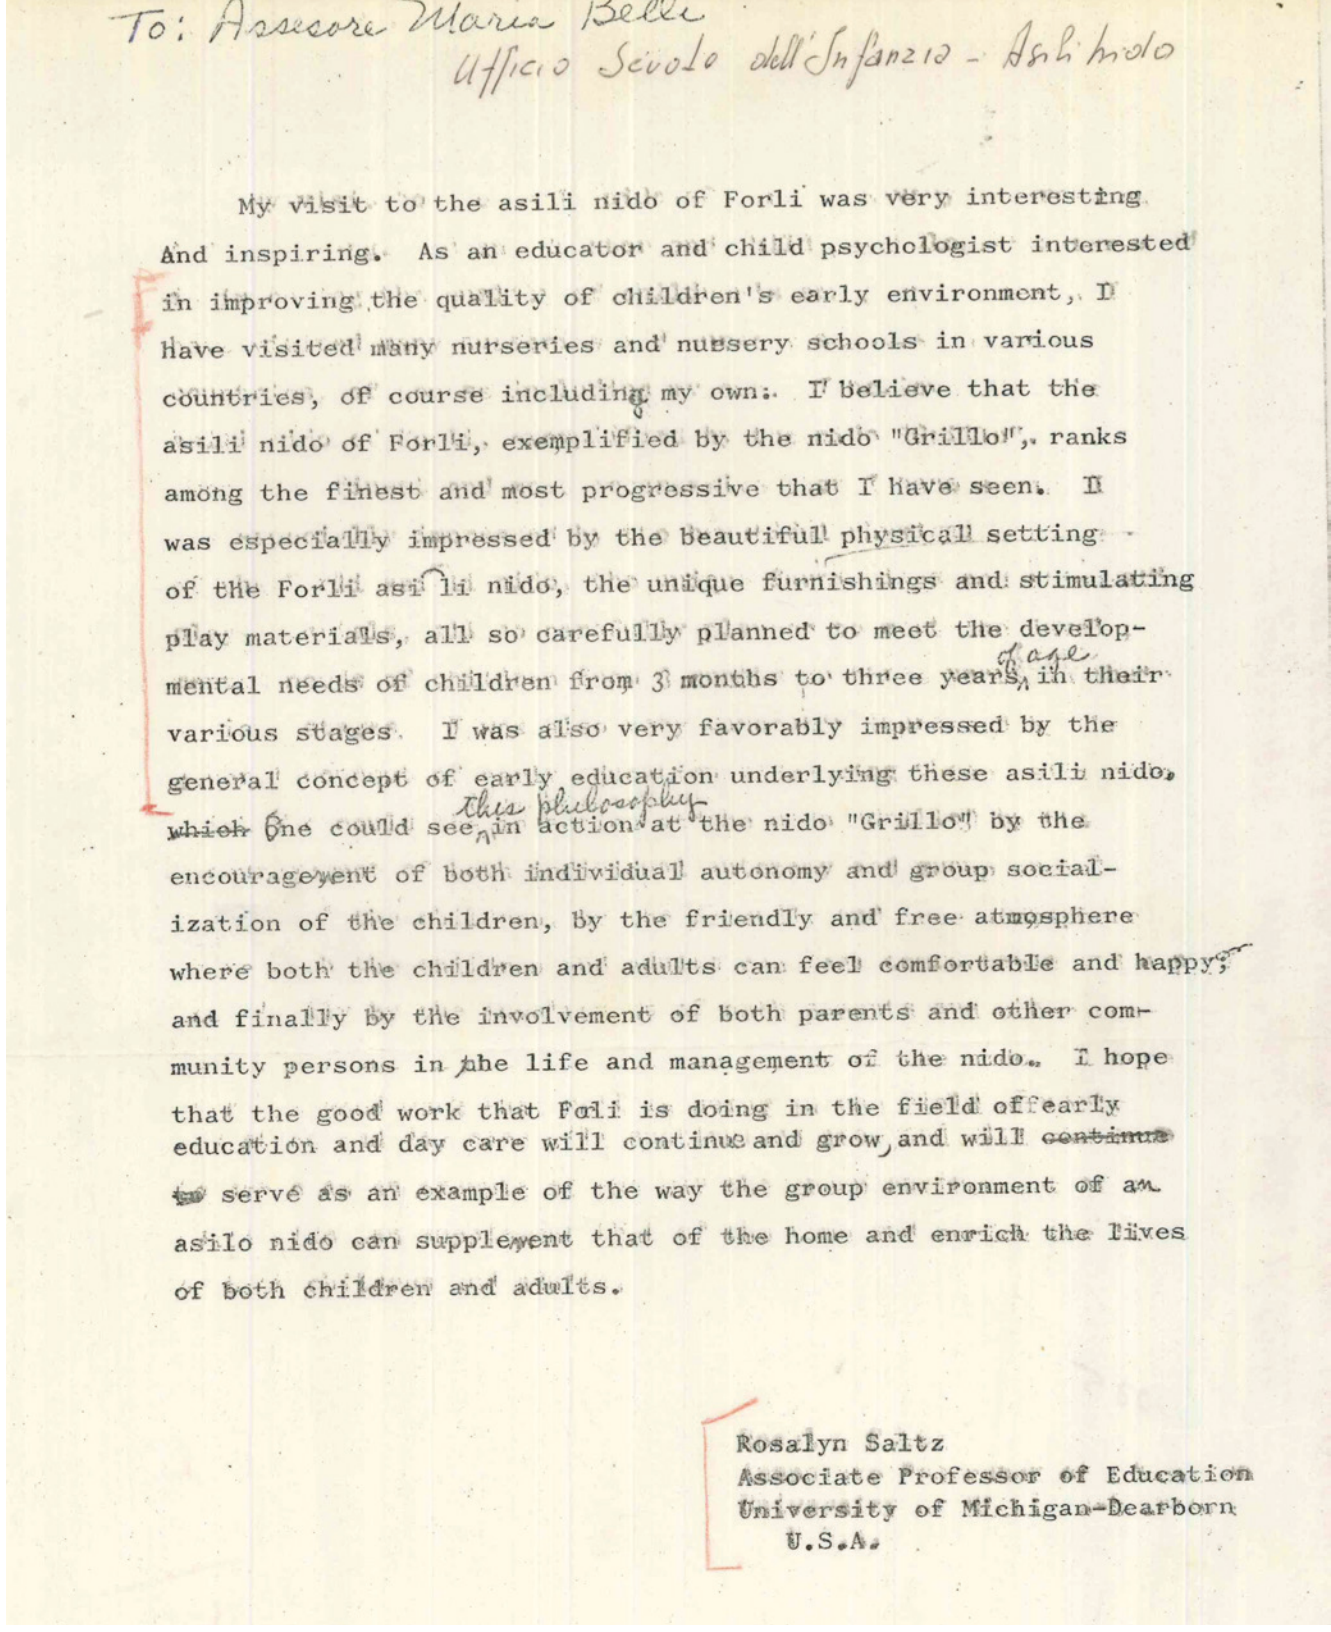 To: Assesore Maria Belli
Ufficio Scuole dell'Infanzia - Asili nido
My visit to the asili nido of Forli was very interesting
And inspiring. As an educator and child psychologist interested
in improving the quality of children's early environment, I
have visited many nurseries and nursery schools in various
countries, of course including my own. I believe that the
asili nido of Forli, exemplified by the nido "Grillo", ranks
among the finest and most progressive that I have seen. I
was especially impressed by the beautiful physical setting
of the Forli asili nido, the unique furnishings and stimulating
play materials, all so carefully planned to meet the develop-
of age
mental needs of children from 3 months to three years in their
various stages. I was also very favorably impressed by the
general concept of early education underlying these asili nido.
this philosophy
which One could see in action at the nido "Grillo" by the
encouragement of both individual autonomy and group social-
ization of the children, by the friendly and free atmosphere
where both the children and adults can feel comfortable and happy,
and finally by the involvement of both parents and other com-
munity persons in the life and management of the nido. I hope
that the good work that Foli is doing in the field of early
education and day care will continue and grow, and will continue
to serve as an example of the way the group environment of an
asilo nido can supplement that of the home and enrich the lives
of both children and adults.
Rosalyn Saltz
Associate Professor of Education
University of Michigan-Dearborn
U.S.A.